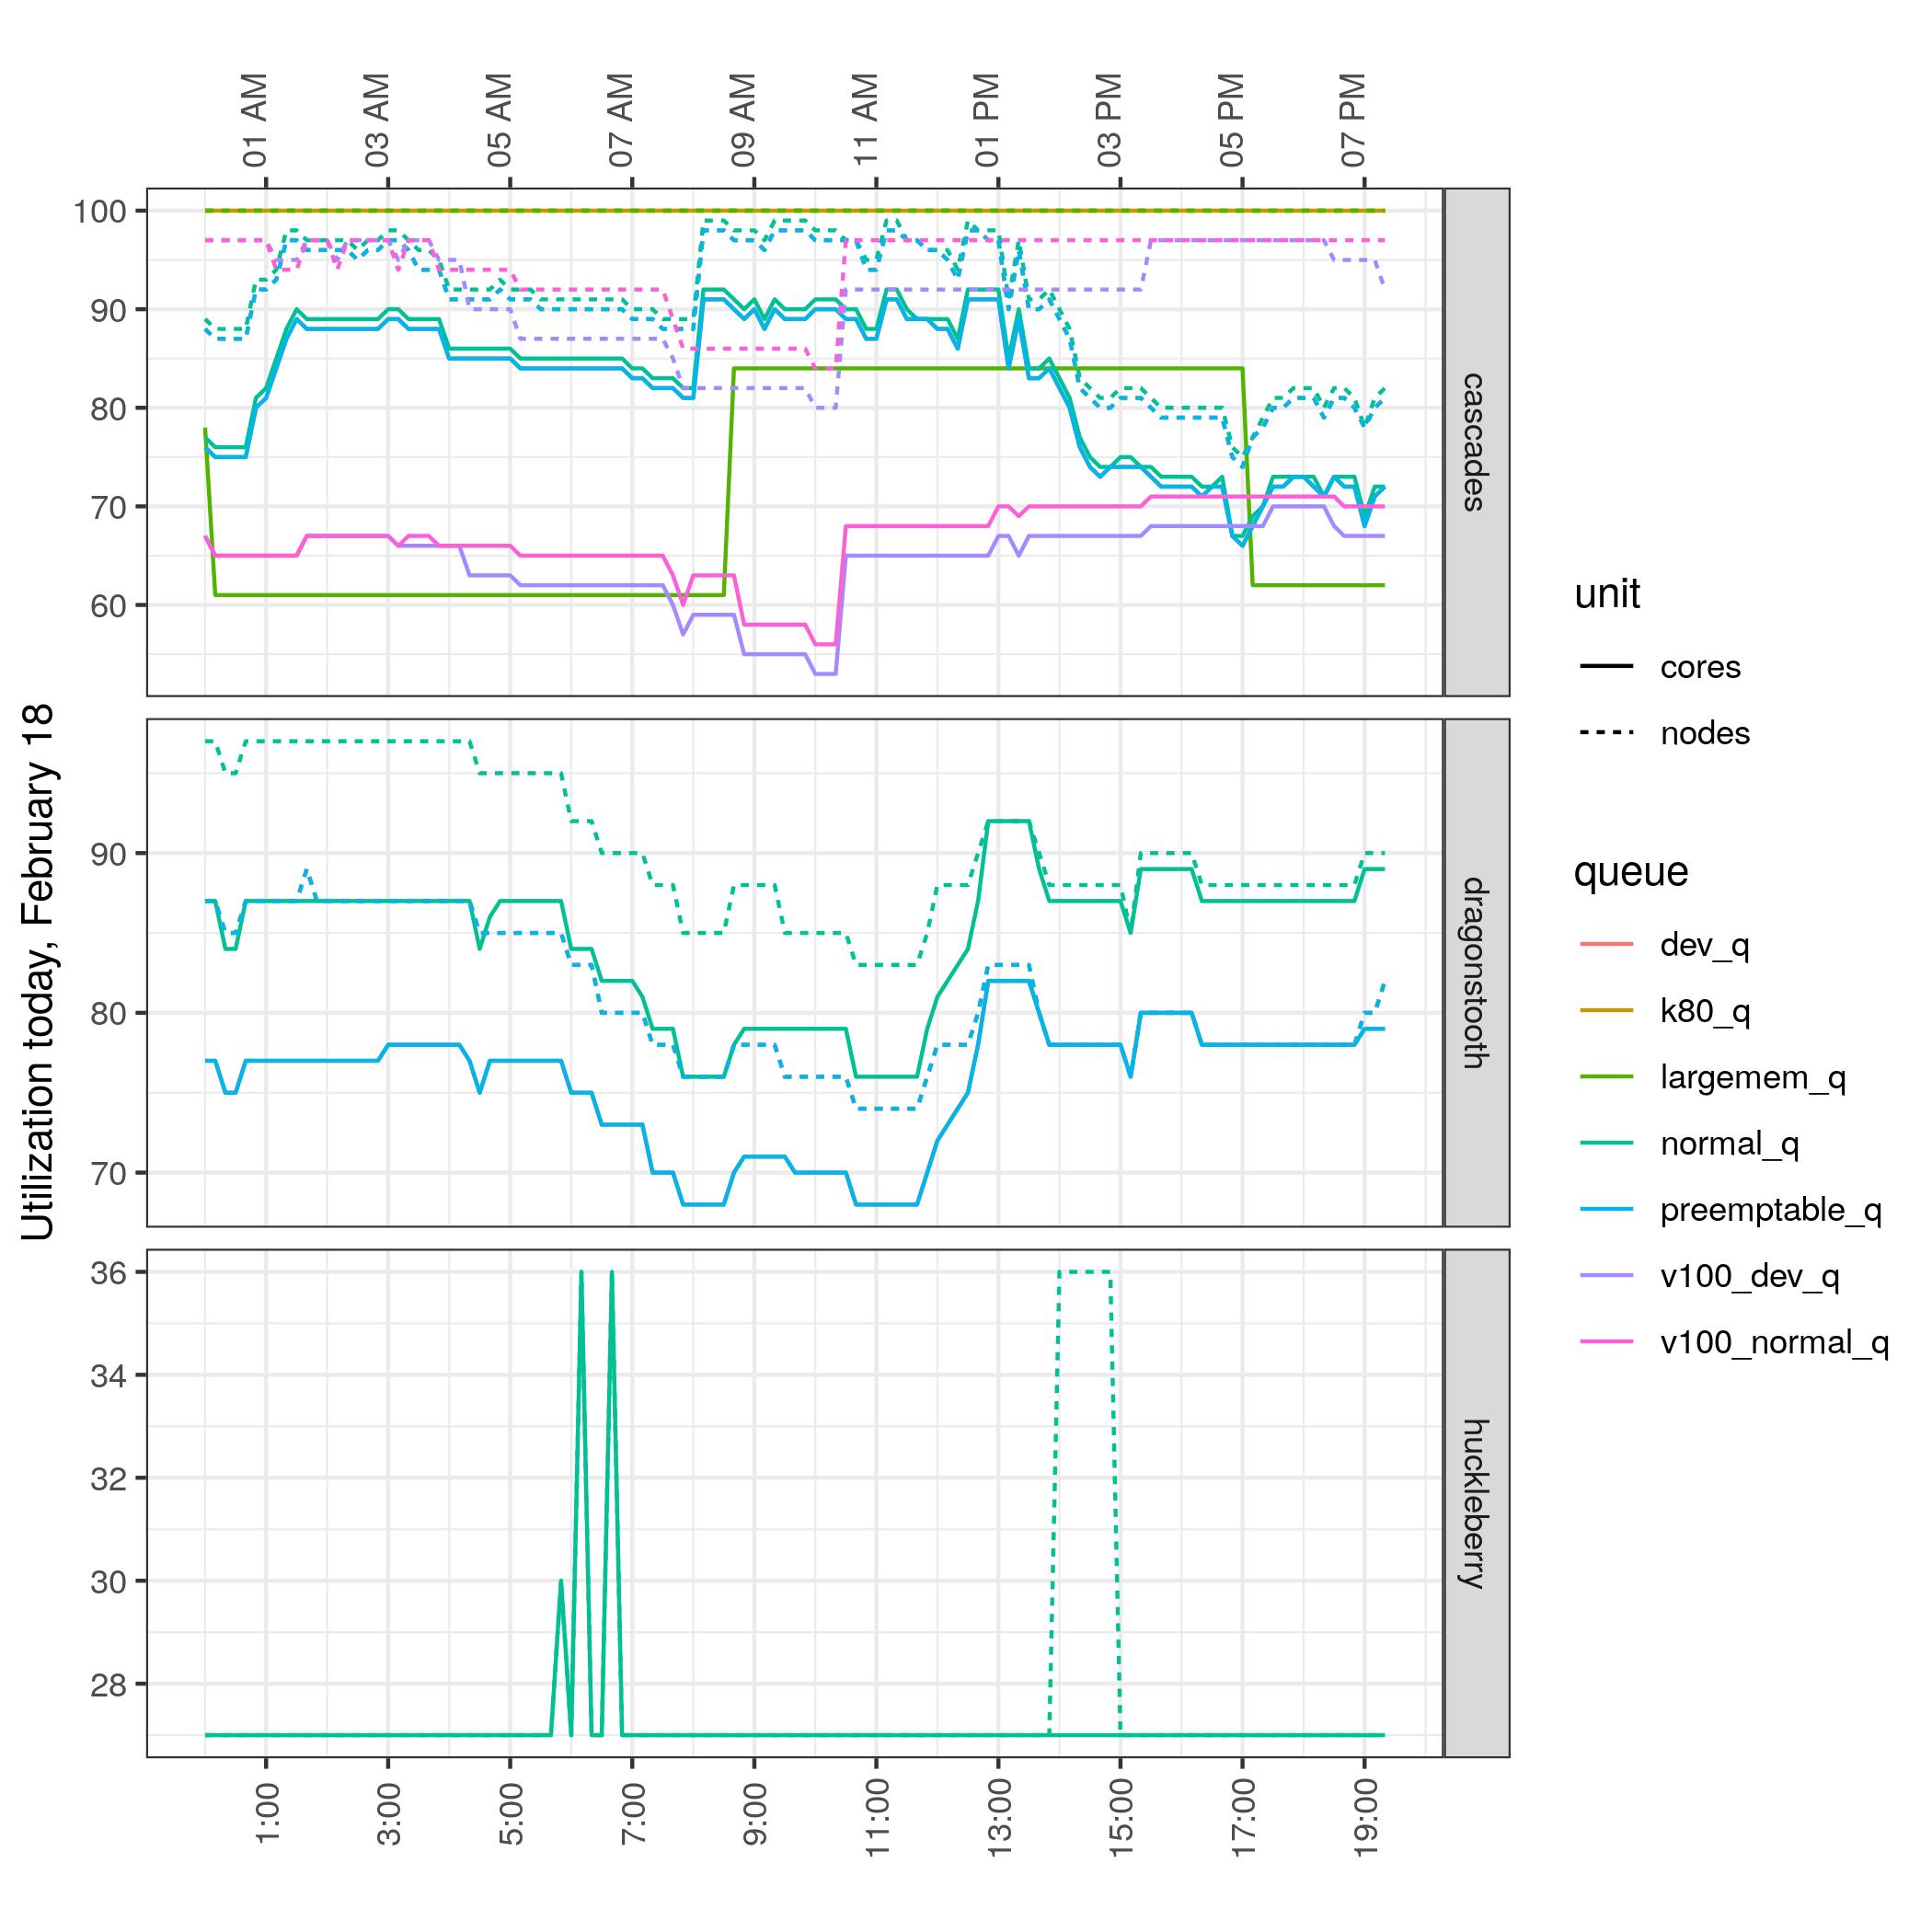 01 AM
03 AM
05 AM
07 AM
09 AM
11 AM
01 PM
03 PM
05 PM
07 PM
Utilization today, February 18
100
90
80
70
60
cascades
90
80
70
dragonstooth
36
34
32
30
28
huckleberry
1:00
3:00
5:00
7:00
9:00
11:00
13:00
15:00
17:00
19:00
unit
cores
nodes
queue
dev_q
k80_q
largemem_q
normal_q
preemptable_q
v100_dev_q
v100_normal_q